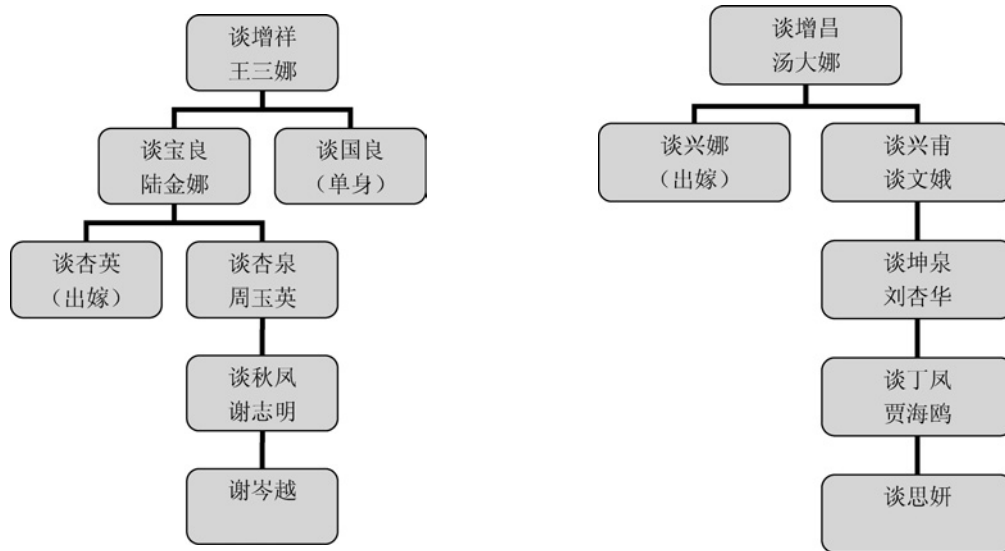 谈增祥
王三娜
谈宝良
陆金娜
谈国良
（单身）
谈杏英
（出嫁）
谈杏泉
周玉英
谈秋凤
谢志明
谢岑越
谈增昌
汤大娜
谈兴娜
（出嫁）
谈兴甫
谈文娥
谈坤泉
刘杏华
谈丁凤
贾海鸥
谈思妍